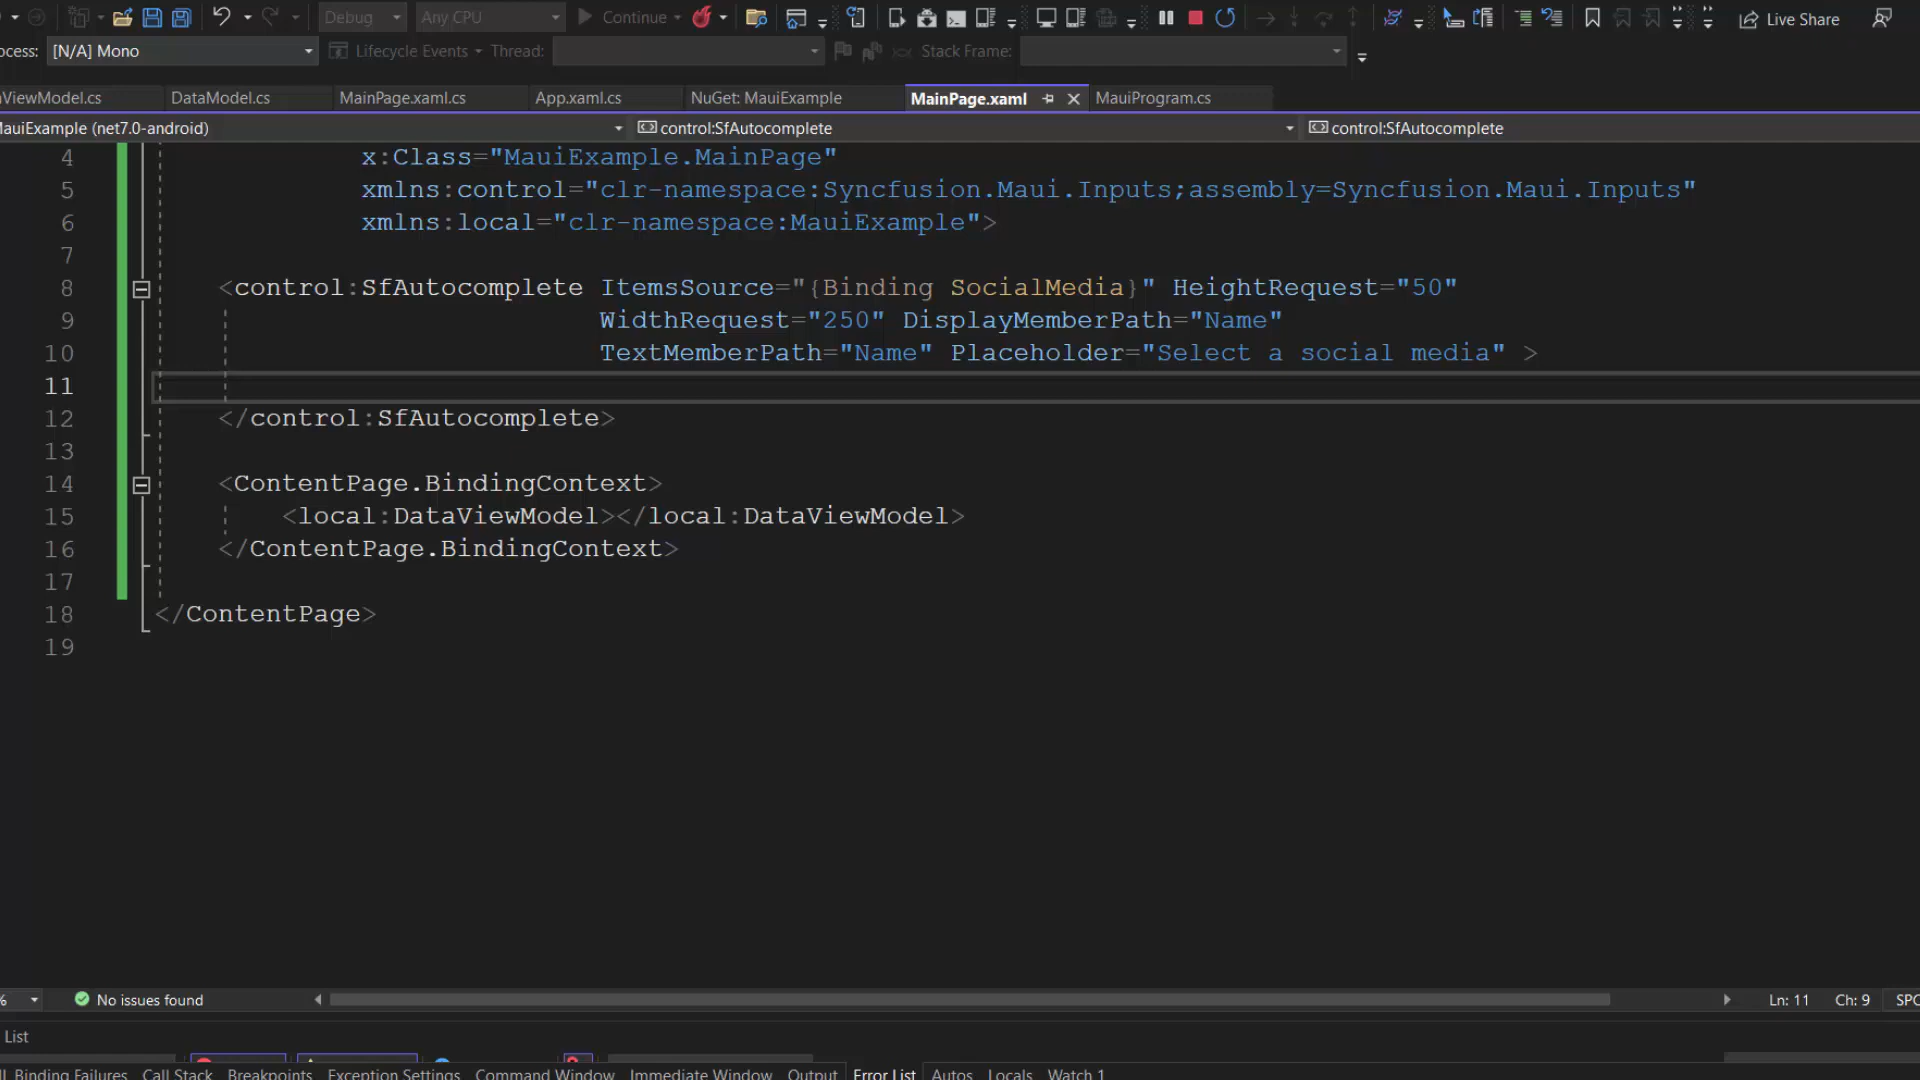 Debug Any CPU Continue Live Share
ocess: [N/A] Mono Lifecycle Events Thread: Stack Frame:
ViewModel.cs DataModel.cs MainPage.xaml.cs App.xaml.cs NuGet: MauiExample MainPage.xaml MauiProgram.cs
MauiExample (net7.0-android) control:SfAutocomplete control:SfAutocomplete
4 x:Class="MauiExample.MainPage"
5 xmlns:control="clr-namespace:Syncfusion.Maui.Inputs;assembly=Syncfusion.Maui.Inputs"
6 xmlns:local="clr-namespace:MauiExample">
7
8 <control:SfAutocomplete ItemsSource="{Binding SocialMedia}" HeightRequest="50"
9 WidthRequest="250" DisplayMemberPath="Name"
10 TextMemberPath="Name" Placeholder="Select a social media" >
11
12 </control:SfAutocomplete>
13
14 <ContentPage.BindingContext>
15 <local:DataViewModel></local:DataViewModel>
16 </ContentPage.BindingContext>
17
18 </ContentPage>
19
% No issues found Ln: 11 Ch: 9 SPC
List
Binding Failures Call Stack Breakpoints Exception Settings Command Window Immediate Window Output Error List Autos Locals Watch 1